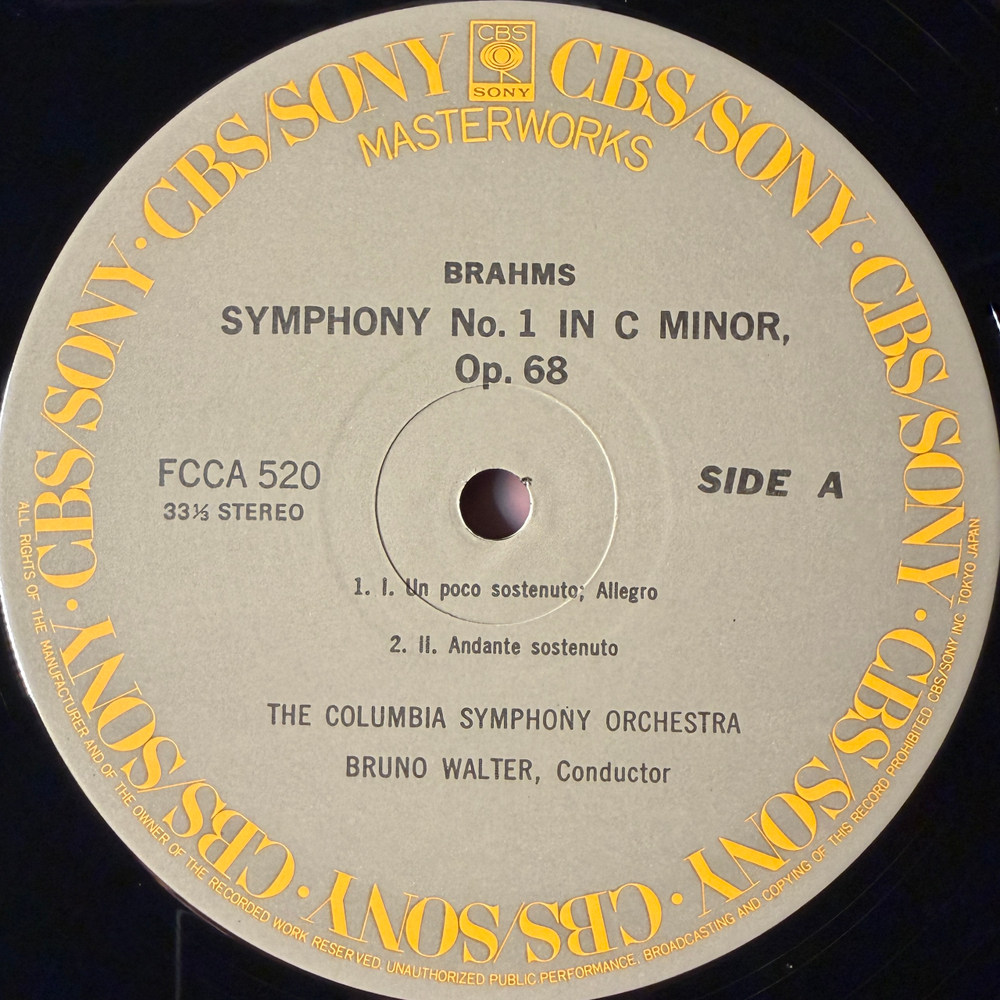 CBS
SONY
CBS/SONY · CBS/SONY · CBS/SONY · CBS/SONY · CBS/SONY · CBS/SONY · CBS/SONY · CBS/SONY · CBS/SONY
MASTERWORKS
BRAHMS
SYMPHONY No. 1 IN C MINOR,
Op. 68
FCCA 520
33⅓ STEREO
SIDE A
1. I. Un poco sostenuto; Allegro
2. II. Andante sostenuto
THE COLUMBIA SYMPHONY ORCHESTRA
BRUNO WALTER, Conductor
ALL RIGHTS OF THE MANUFACTURER AND OF THE OWNER OF THE RECORDED WORK RESERVED. UNAUTHORIZED PUBLIC PERFORMANCE. BROADCASTING AND COPYING OF THIS RECORD PROHIBITED CBS/SONY INC. TOKYO JAPAN